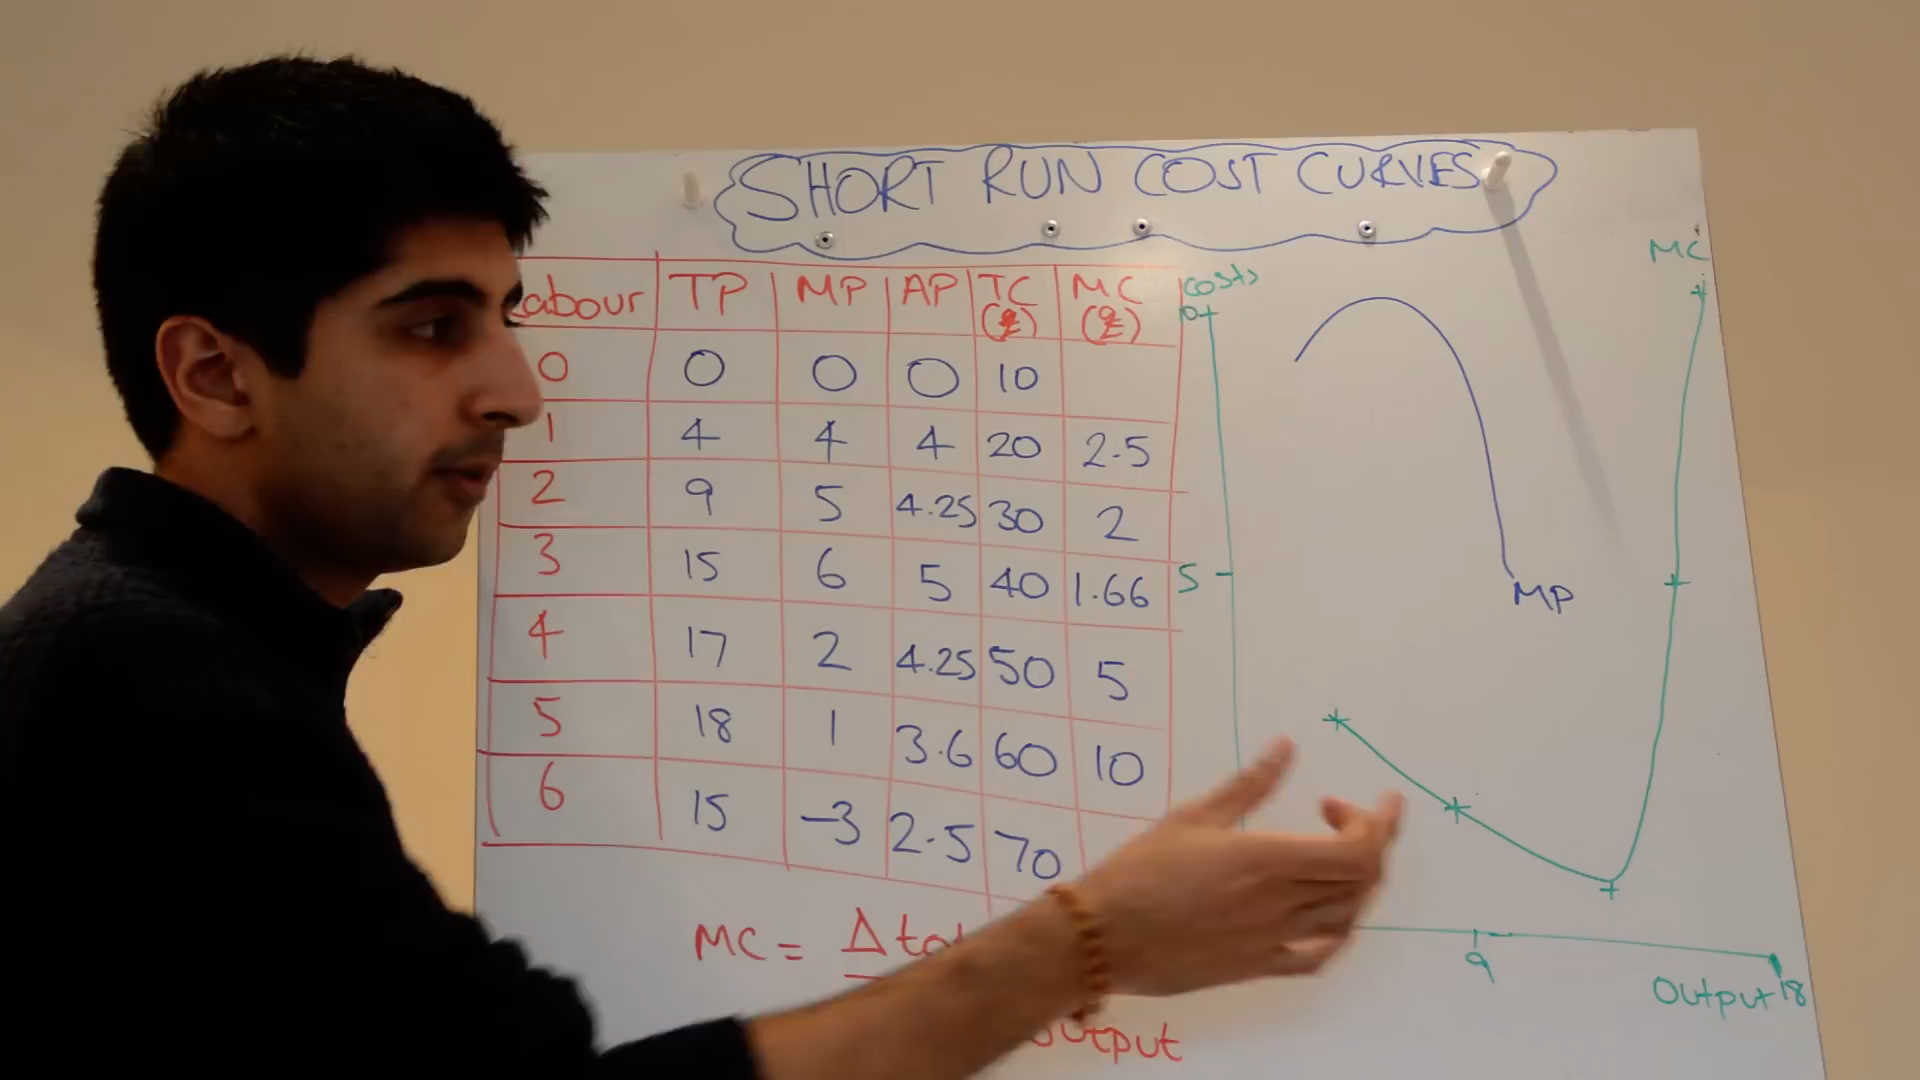 SHORT RUN COST CURVES
Labour TP MP AP TC (£) MC (£)
0 0 0 0 10
1 4 4 4 20 2.5
2 9 5 4.25 30 2
3 15 6 5 40 1.66
4 17 2 4.25 50 5
5 18 1 3.6 60 10
6 15 -3 2.5 70
MC = Δ to
output
Costs
10
5
MP
MC
9
Output 18